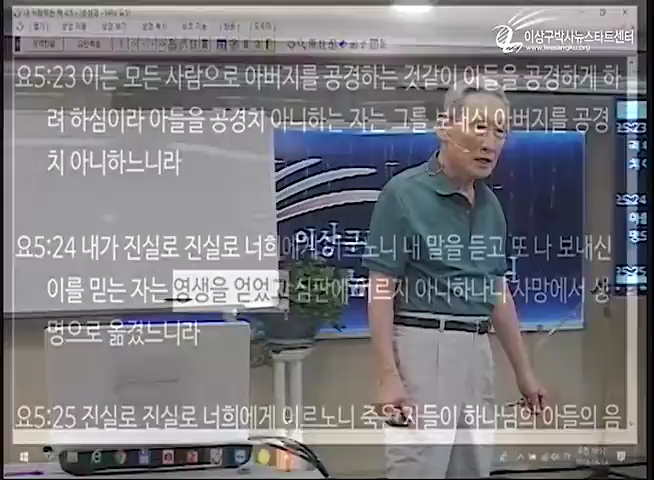 이상구박사뉴스타트센터
www.leesangku.org
요5:23 이는 모든 사람으로 아버지를 공경하는 것같이 아들을 공경하게 하
려 하심이라 아들을 공경치 아니하는 자는 그를 보내신 아버지를 공경
치 아니하느니라
요5:24 내가 진실로 진실로 너희에게 이르노니 내 말을 듣고 또 나 보내신
이를 믿는 자는 영생을 얻었고 심판에 이르지 아니하나니 사망에서 생
명으로 옮겼느니라
요5:25 진실로 진실로 너희에게 이르노니 죽은 자들이 하나님의 아들의 음